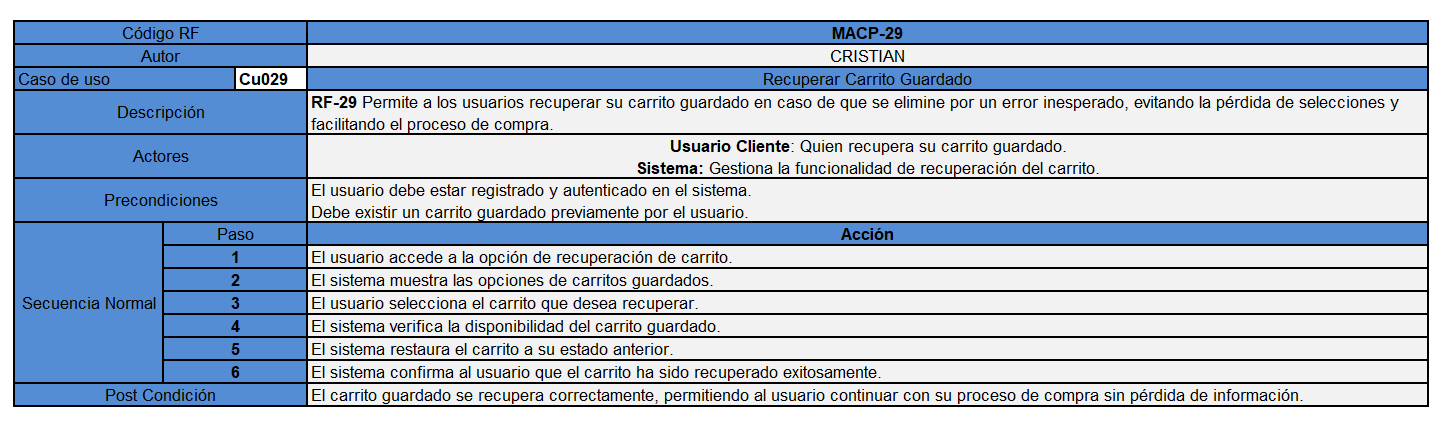 Código RF MACP-29
Autor CRISTIAN
Caso de uso Cu029 Recuperar Carrito Guardado
Descripción
RF-29 Permite a los usuarios recuperar su carrito guardado en caso de que se elimine por un error inesperado, evitando la pérdida de selecciones y
facilitando el proceso de compra.
Actores
Usuario Cliente: Quien recupera su carrito guardado.
Sistema: Gestiona la funcionalidad de recuperación del carrito.
Precondiciones
El usuario debe estar registrado y autenticado en el sistema.
Debe existir un carrito guardado previamente por el usuario.
Secuencia Normal
Paso Acción
1 El usuario accede a la opción de recuperación de carrito.
2 El sistema muestra las opciones de carritos guardados.
3 El usuario selecciona el carrito que desea recuperar.
4 El sistema verifica la disponibilidad del carrito guardado.
5 El sistema restaura el carrito a su estado anterior.
6 El sistema confirma al usuario que el carrito ha sido recuperado exitosamente.
Post Condición El carrito guardado se recupera correctamente, permitiendo al usuario continuar con su proceso de compra sin pérdida de información.